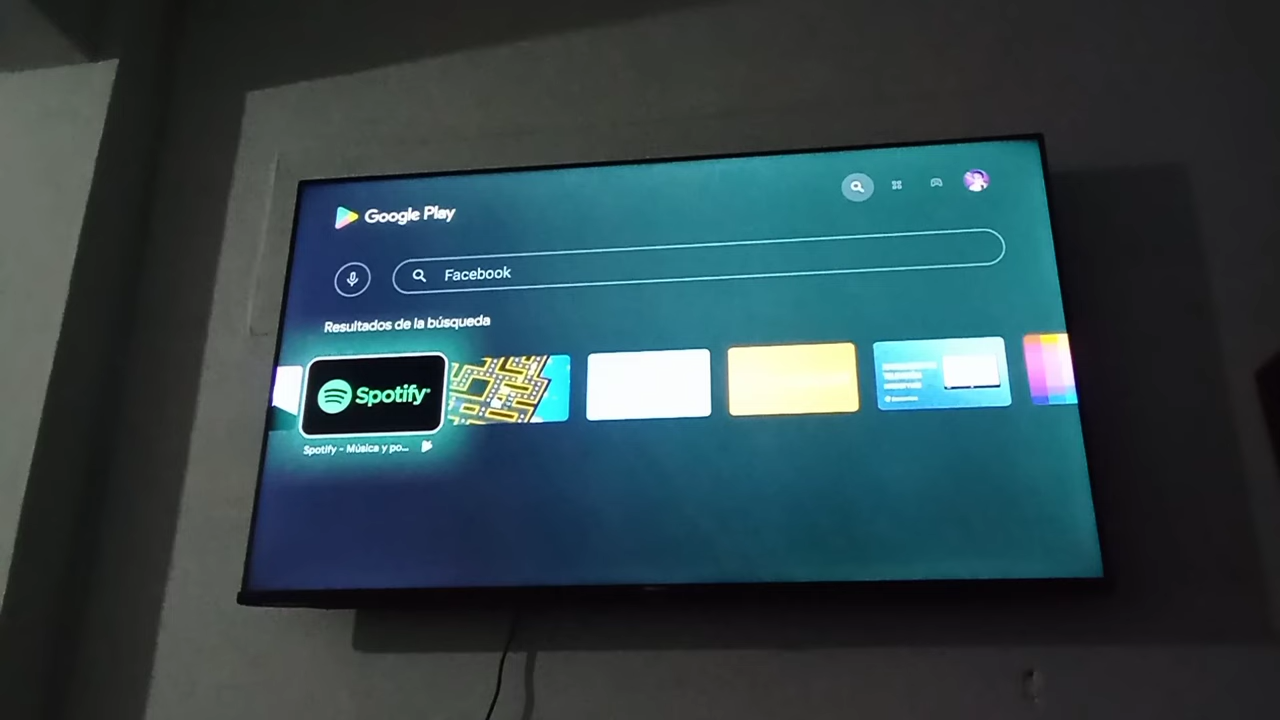 Google Play
Facebook
Resultados de la búsqueda
Spotify
Spotify - Música y po...